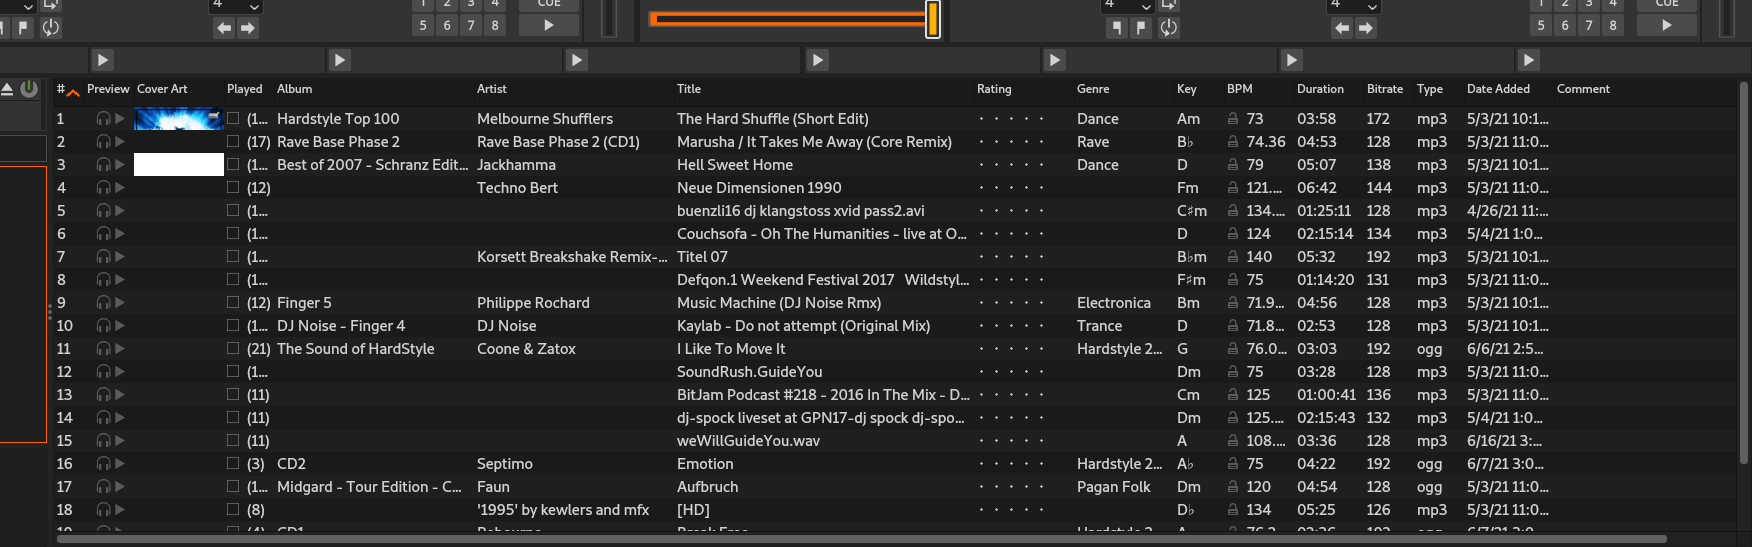 4 1 2 3 4 CUE 4 4 1 2 3 4 CUE
5 6 7 8 5 6 7 8
# Preview Cover Art Played Album Artist Title Rating Genre Key BPM Duration Bitrate Type Date Added Comment
1 (1... Hardstyle Top 100 Melbourne Shufflers The Hard Shuffle (Short Edit) Dance Am 73 03:58 172 mp3 5/3/21 10:1...
2 (17) Rave Base Phase 2 Rave Base Phase 2 (CD1) Marusha / It Takes Me Away (Core Remix) Rave B♭ 74.36 04:53 128 mp3 5/3/21 10:1...
3 (1... Best of 2007 - Schranz Edit... Jackhamma Hell Sweet Home Dance D 79 05:07 138 mp3 5/3/21 10:1...
4 (12) Techno Bert Neue Dimensionen 1990 Fm 121.... 06:42 144 mp3 5/3/21 11:0...
5 (1... buenzli16 dj klangstoss xvid pass2.avi C♯m 134.... 01:25:11 128 mp3 4/26/21 11:...
6 (1... Couchsofa - Oh The Humanities - live at O... D 124 02:15:14 134 mp3 5/4/21 1:0...
7 (1... Korsett Breakshake Remix-... Titel 07 B♭m 140 05:32 192 mp3 5/3/21 10:1...
8 (1... Defqon.1 Weekend Festival 2017 Wildstyl... F♯m 75 01:14:20 131 mp3 5/3/21 11:0...
9 (12) Finger 5 Philippe Rochard Music Machine (DJ Noise Rmx) Electronica Bm 71.9... 04:56 128 mp3 5/3/21 10:1...
10 (1... DJ Noise - Finger 4 DJ Noise Kaylab - Do not attempt (Original Mix) Trance D 71.8... 02:53 128 mp3 5/3/21 10:1...
11 (21) The Sound of HardStyle Coone & Zatox I Like To Move It Hardstyle 2... G 76.0... 03:03 192 ogg 6/6/21 2:5...
12 (1... SoundRush.GuideYou Dm 75 03:28 128 mp3 5/3/21 11:0...
13 (11) BitJam Podcast #218 - 2016 In The Mix - D... Cm 125 01:00:41 136 mp3 5/3/21 11:0...
14 (11) dj-spock liveset at GPN17-dj spock dj-spo... Dm 125.... 02:15:43 132 mp3 5/4/21 1:0...
15 (11) weWillGuideYou.wav A 108.... 03:36 128 mp3 6/16/21 3:...
16 (3) CD2 Septimo Emotion Hardstyle 2... A♭ 75 04:22 192 ogg 6/7/21 3:0...
17 (1... Midgard - Tour Edition - C... Faun Aufbruch Pagan Folk Dm 120 04:54 128 ogg 5/3/21 11:0...
18 (8) '1995' by kewlers and mfx [HD] D♭ 134 05:25 126 mp3 5/3/21 11:0...